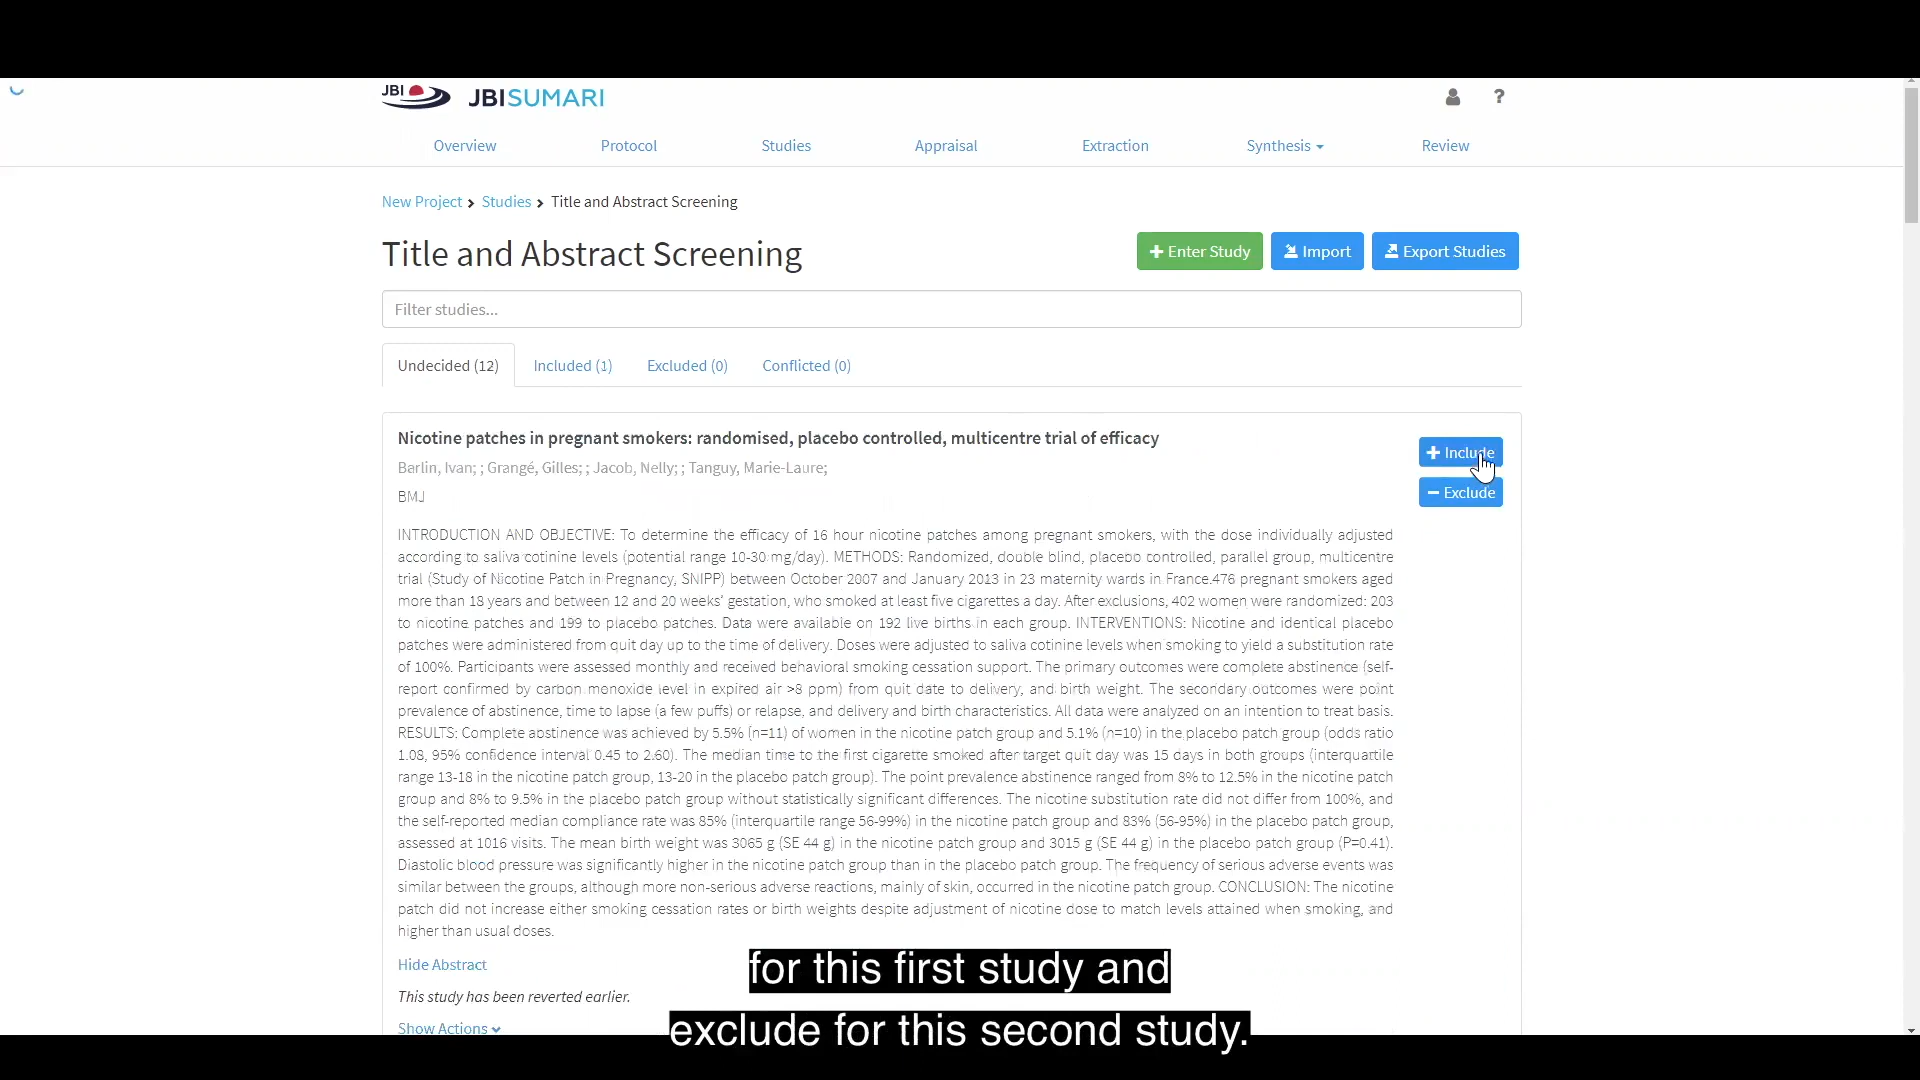 JBI JBISUMARI ?
Overview Protocol Studies Appraisal Extraction Synthesis Review
New Project > Studies > Title and Abstract Screening
Title and Abstract Screening
Enter Study Import Export Studies
Filter studies...
Undecided (12) Included (1) Excluded (0) Conflicted (0)
Nicotine patches in pregnant smokers: randomised, placebo controlled, multicentre trial of efficacy
Berlin, Ivan; ; Grangé, Gilles; ; Jacob, Nelly; ; Tanguy, Marie-Laure;
BMJ
+ Include
− Exclude
INTRODUCTION AND OBJECTIVE: To determine the efficacy of 16 hour nicotine patches among pregnant smokers, with the dose individually adjusted
according to saliva cotinine levels (potential range 10-30 mg/day). METHODS: Randomized, double blind, placebo controlled, parallel group, multicentre
trial (Study of Nicotine Patch in Pregnancy, SNIPP) between October 2007 and January 2013 in 23 maternity wards in France.476 pregnant smokers aged
more than 18 years and between 12 and 20 weeks' gestation, who smoked at least five cigarettes a day. After exclusions, 402 women were randomized: 203
to nicotine patches and 199 to placebo patches. Data were available on 192 live births in each group. INTERVENTIONS: Nicotine and identical placebo
patches were administered from quit day up to the time of delivery. Doses were adjusted to saliva cotinine levels when smoking to yield a substitution rate
of 100%. Participants were assessed monthly and received behavioral smoking cessation support. The primary outcomes were complete abstinence (self-
report confirmed by carbon monoxide level in expired air >8 ppm) from quit date to delivery, and birth weight. The secondary outcomes were point
prevalence of abstinence, time to lapse (a few puffs) or relapse, and delivery and birth characteristics. All data were analyzed on an intention to treat basis.
RESULTS: Complete abstinence was achieved by 5.5% (n=11) of women in the nicotine patch group and 5.1% (n=10) in the placebo patch group (odds ratio
1.08, 95% confidence interval 0.45 to 2.60). The median time to the first cigarette smoked after target quit day was 15 days in both groups (interquartile
range 13-18 in the nicotine patch group, 13-20 in the placebo patch group). The point prevalence abstinence ranged from 8% to 12.5% in the nicotine patch
group and 8% to 9.5% in the placebo patch group without statistically significant differences. The nicotine substitution rate did not differ from 100%, and
the self-reported median compliance rate was 85% (interquartile range 56-99%) in the nicotine patch group and 83% (56-95%) in the placebo patch group,
assessed at 1016 visits. The mean birth weight was 3065 g (SE 44 g) in the nicotine patch group and 3015 g (SE 44 g) in the placebo patch group (P=0.41).
Diastolic blood pressure was significantly higher in the nicotine patch group than in the placebo patch group. The frequency of serious adverse events was
similar between the groups, although more non-serious adverse reactions, mainly of skin, occurred in the nicotine patch group. CONCLUSION: The nicotine
patch did not increase either smoking cessation rates or birth weights despite adjustment of nicotine dose to match levels attained when smoking, and
higher than usual doses.
Hide Abstract
This study has been reverted earlier.
Show Actions
for this first study and
exclude for this second study.